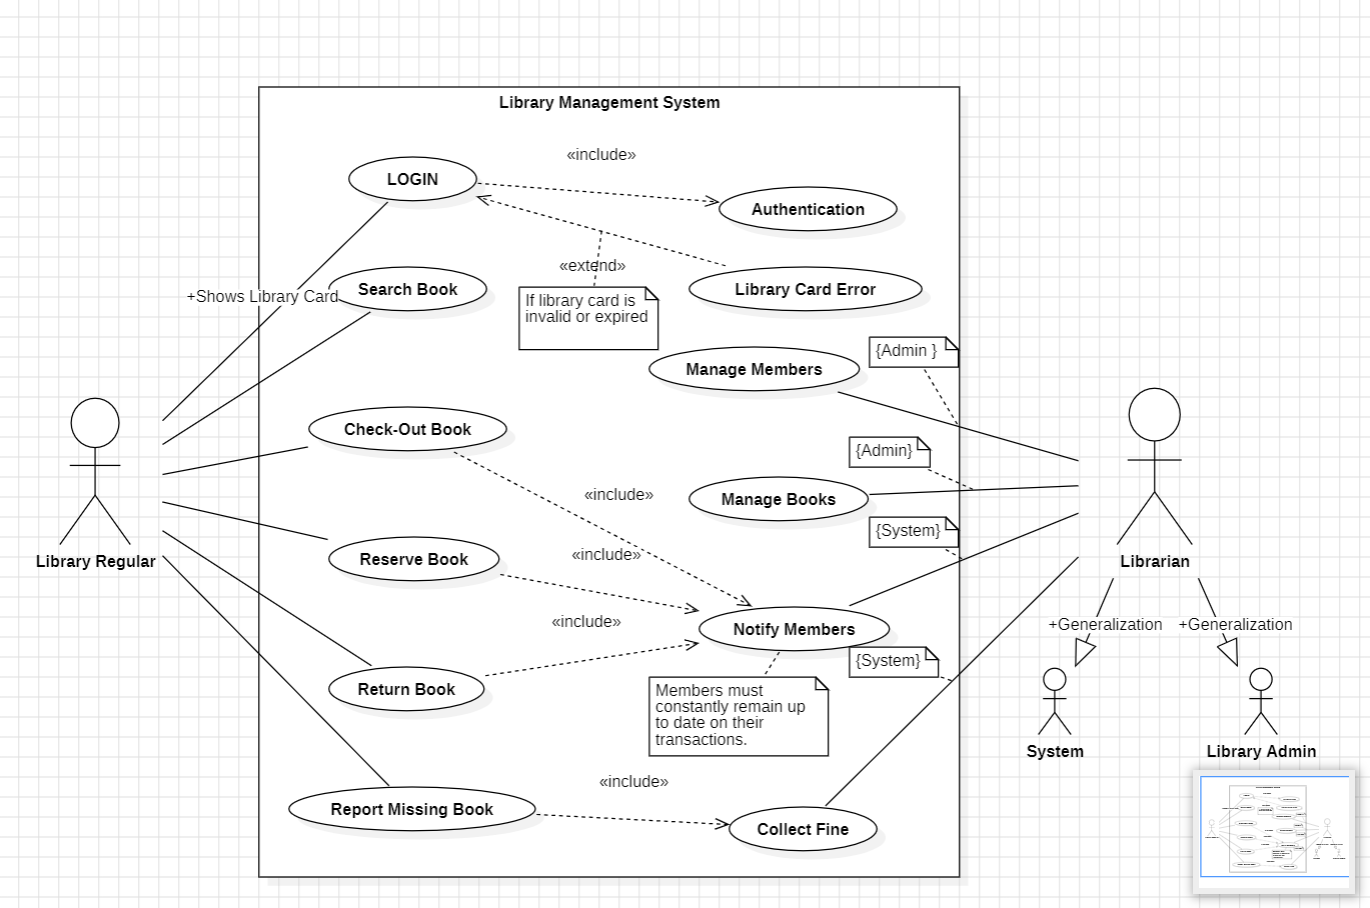 Library Management System
«include»
LOGIN
Authentication
«extend»
+Shows Library Card
Search Book
Library Card Error
If library card is
invalid or expired
{Admin }
Manage Members
Check-Out Book
{Admin}
«include»
Manage Books
{System}
«include»
Reserve Book
Library Regular
Librarian
«include»
Notify Members
+Generalization
+Generalization
{System}
Return Book
Members must
constantly remain up
to date on their
transactions.
System
Library Admin
«include»
Report Missing Book
Collect Fine